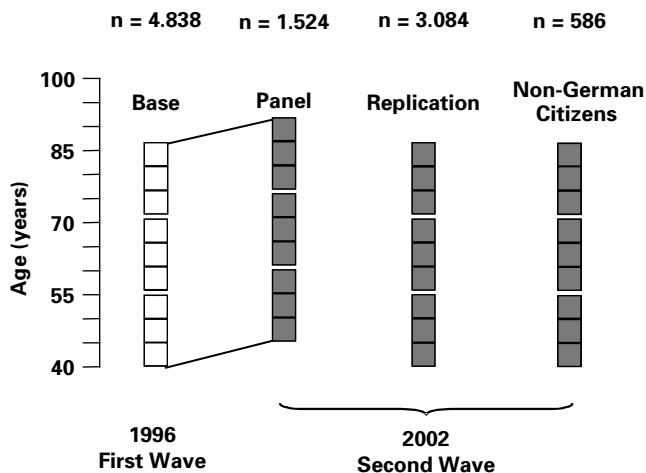 n = 4.838 n = 1.524 n = 3.084 n = 586
100
Base Panel Replication Non-German
Citizens
85
70
55
40
Age (years)
1996
First Wave
2002
Second Wave